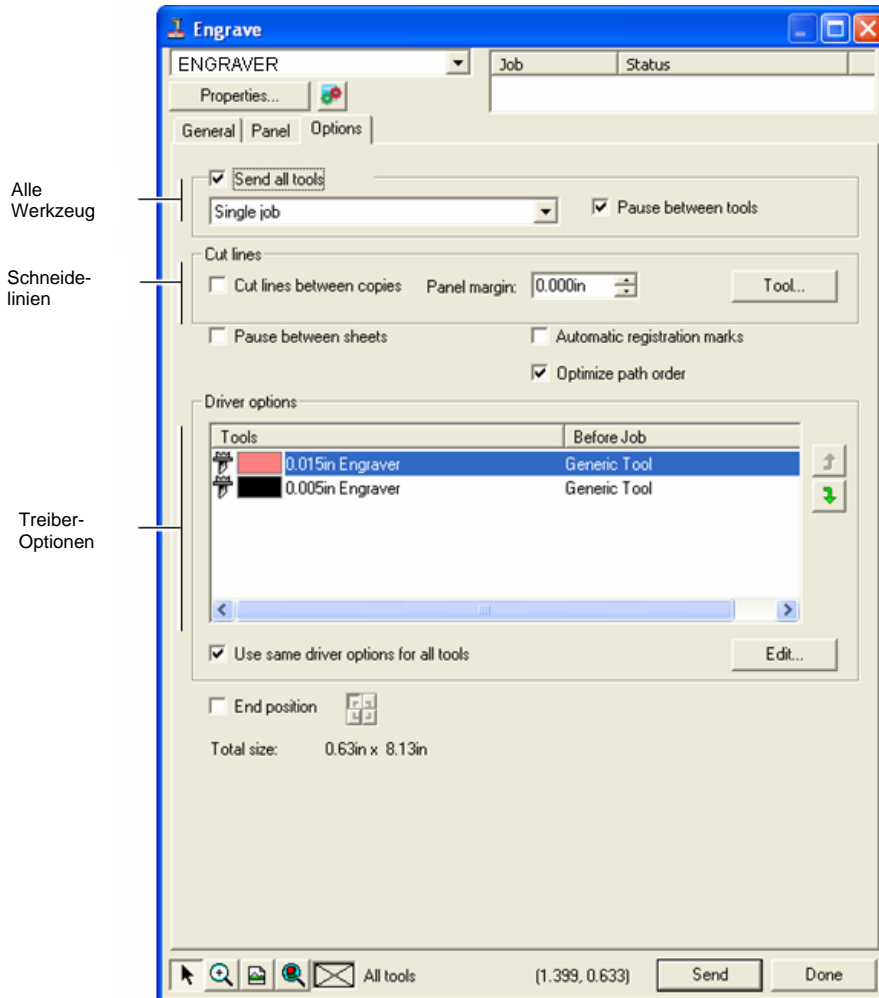 Engrave
ENGRAVER
Job Status
Properties...
General Panel Options
Alle
Werkzeug
Send all tools
Single job
Pause between tools
Schneide-
linien
Cut lines
Cut lines between copies Panel margin: 0.000in Tool...
Pause between sheets Automatic registration marks
Optimize path order
Treiber-
Optionen
Driver options
Tools Before Job
0.015in Engraver Generic Tool
0.005in Engraver Generic Tool
Use same driver options for all tools Edit...
End position
Total size: 0.63in x 8.13in
All tools (1.399, 0.633) Send Done